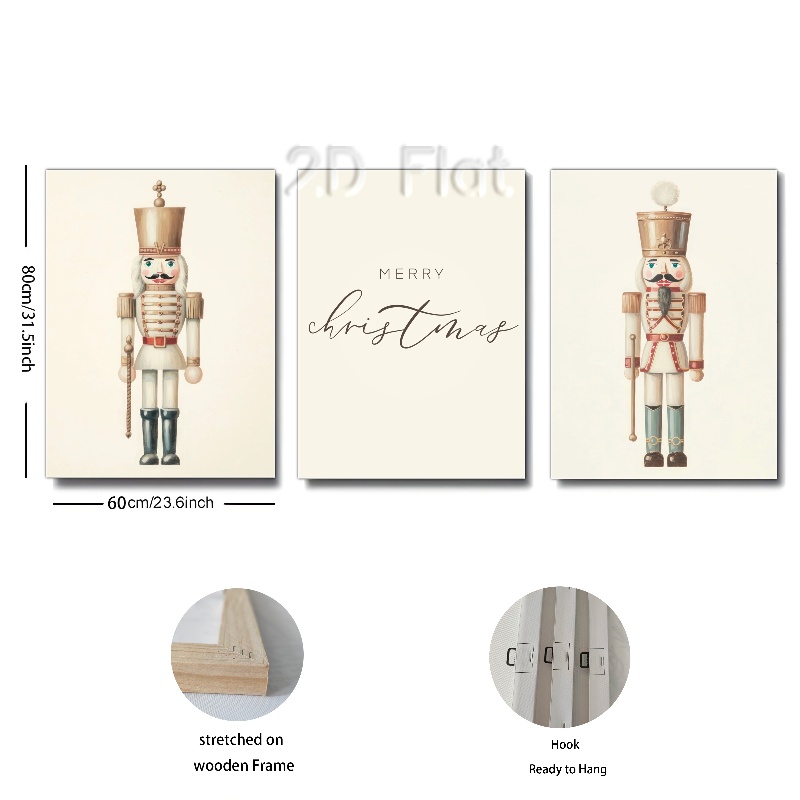 2D Flat
80cm/31.5inch
MERRY
christmas
60cm/23.6inch
stretched on
wooden Frame
Hook
Ready to Hang